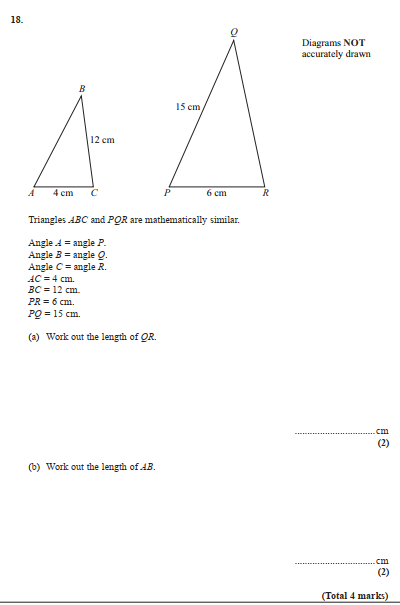 18.
Q
Diagrams NOT
accurately drawn
B
15 cm
12 cm
A 4 cm C P 6 cm R
Triangles ABC and PQR are mathematically similar.
Angle A = angle P.
Angle B = angle Q.
Angle C = angle R.
AC = 4 cm.
BC = 12 cm.
PR = 6 cm.
PQ = 15 cm.
(a) Work out the length of QR.
..............................cm
(2)
(b) Work out the length of AB.
..............................cm
(2)
(Total 4 marks)